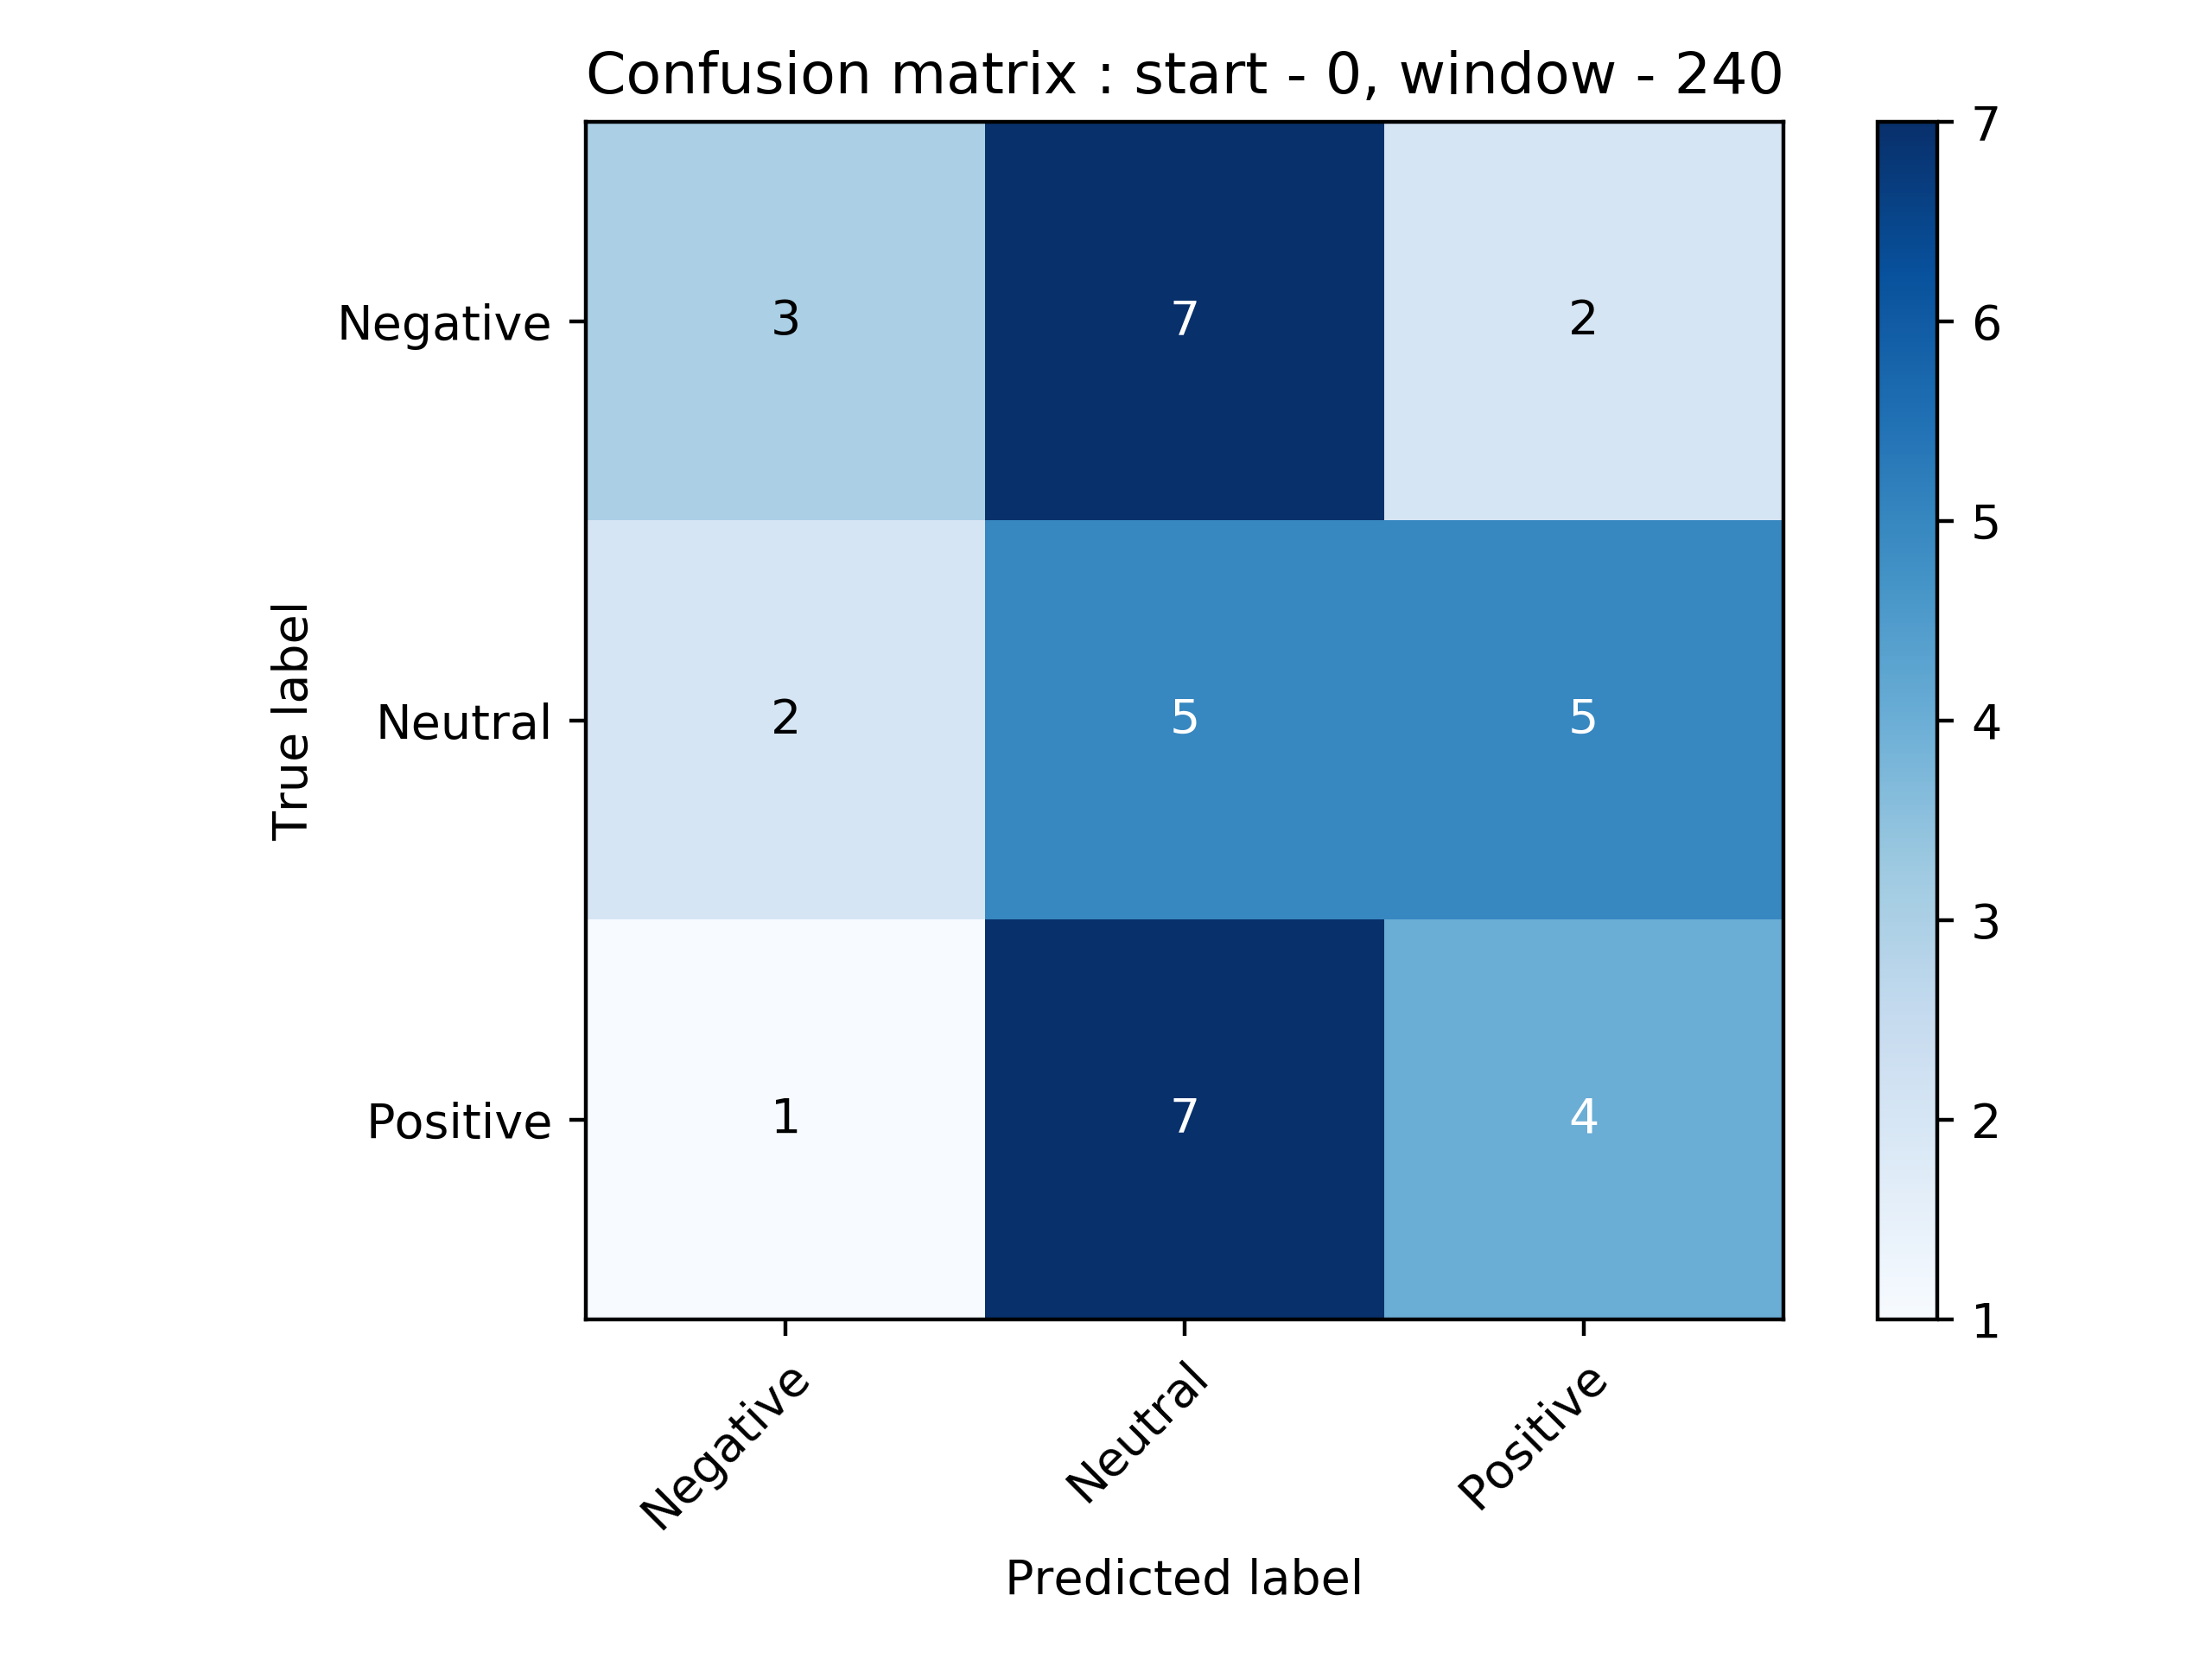 Confusion matrix : start - 0, window - 240
True label
Negative
3
7
2
Neutral
2
5
5
Positive
1
7
4
Negative
Neutral
Positive
Predicted label
7
6
5
4
3
2
1